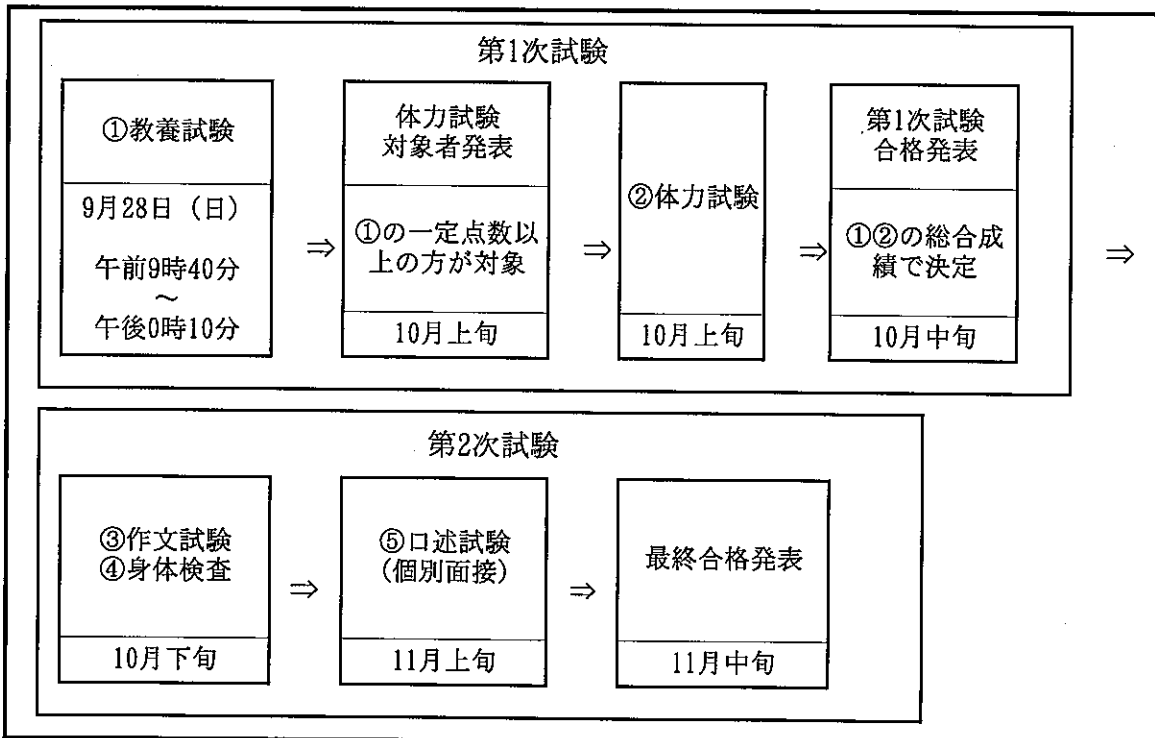 第1次試験
①教養試験
9月28日（日）
午前9時40分
～
午後0時10分
⇒
体力試験
対象者発表
①の一定点数以
上の方が対象
10月上旬
⇒
②体力試験
10月上旬
⇒
第1次試験
合格発表
①②の総合成
績で決定
10月中旬
⇒
第2次試験
③作文試験
④身体検査
10月下旬
⇒
⑤口述試験
(個別面接)
11月上旬
⇒
最終合格発表
11月中旬